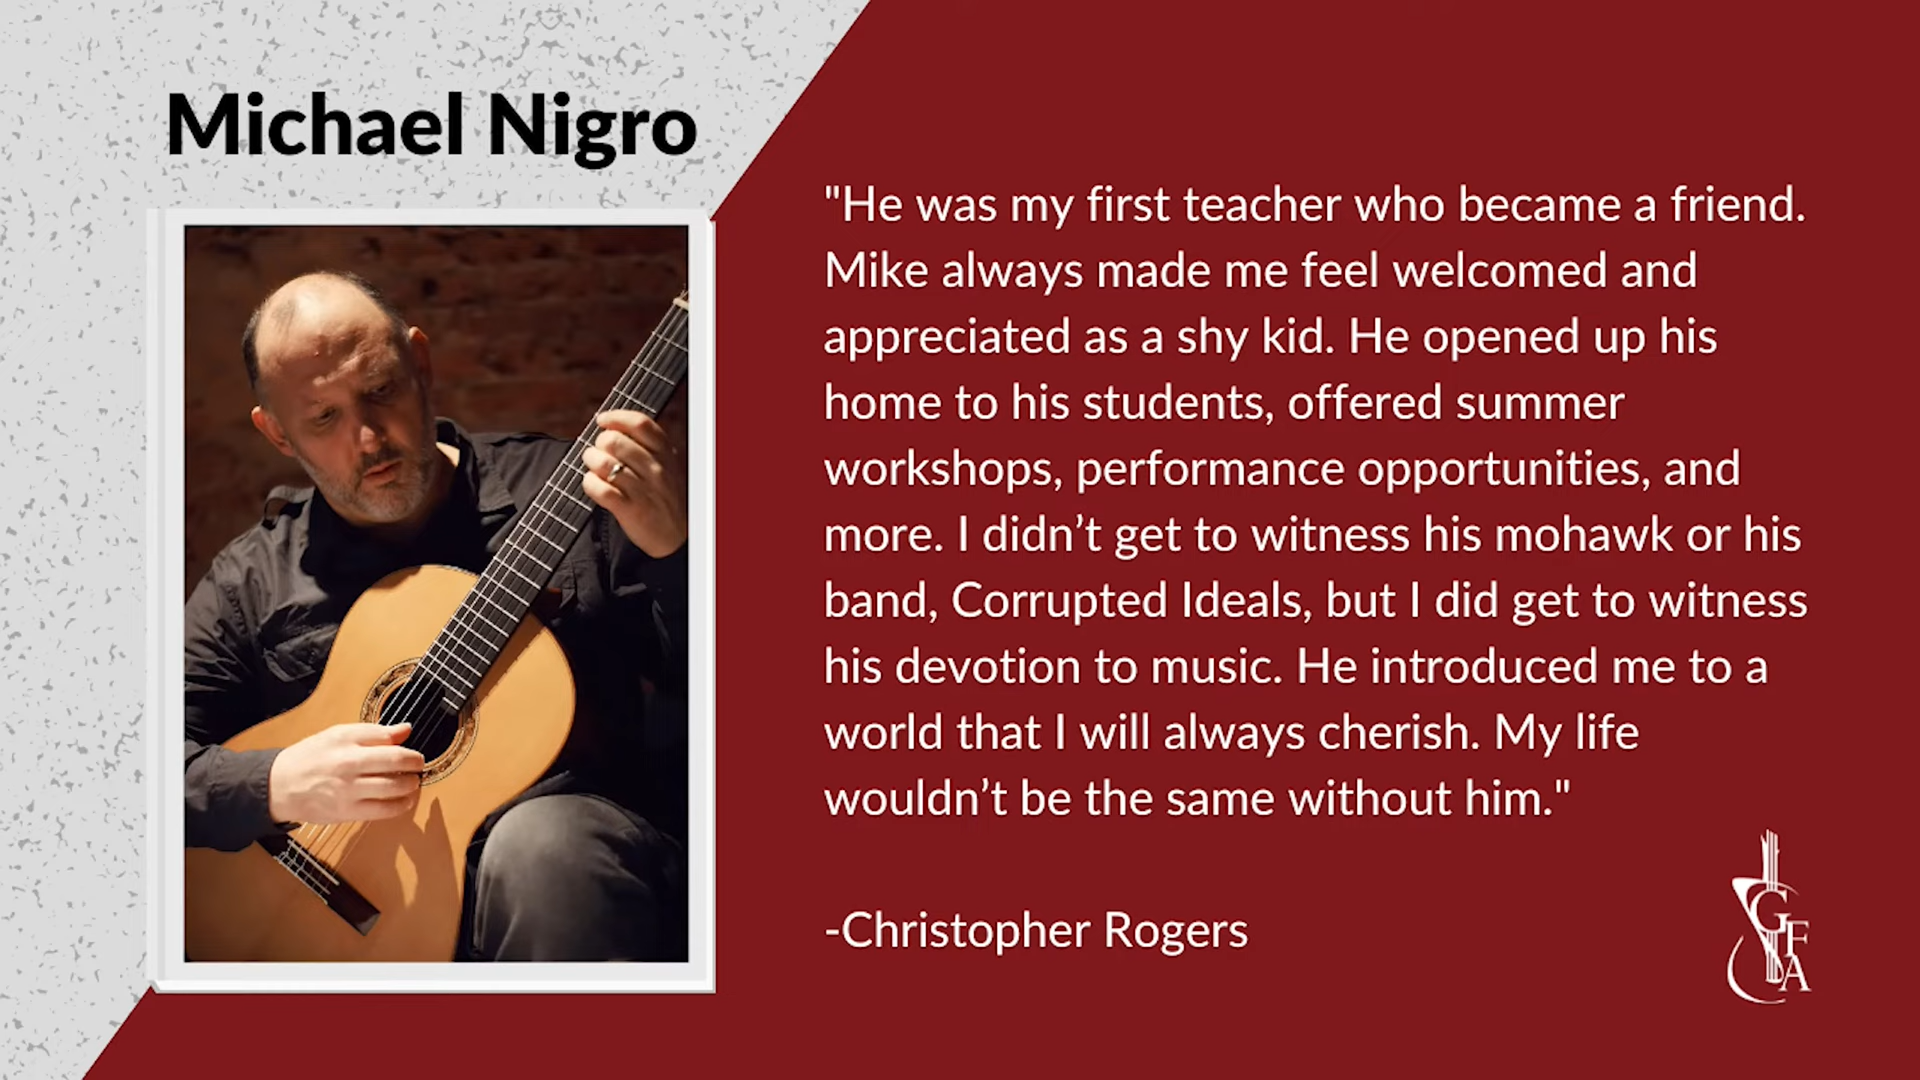 Michael Nigro
"He was my first teacher who became a friend.
Mike always made me feel welcomed and
appreciated as a shy kid. He opened up his
home to his students, offered summer
workshops, performance opportunities, and
more. I didn’t get to witness his mohawk or his
band, Corrupted Ideals, but I did get to witness
his devotion to music. He introduced me to a
world that I will always cherish. My life
wouldn’t be the same without him."
-Christopher Rogers
GFA